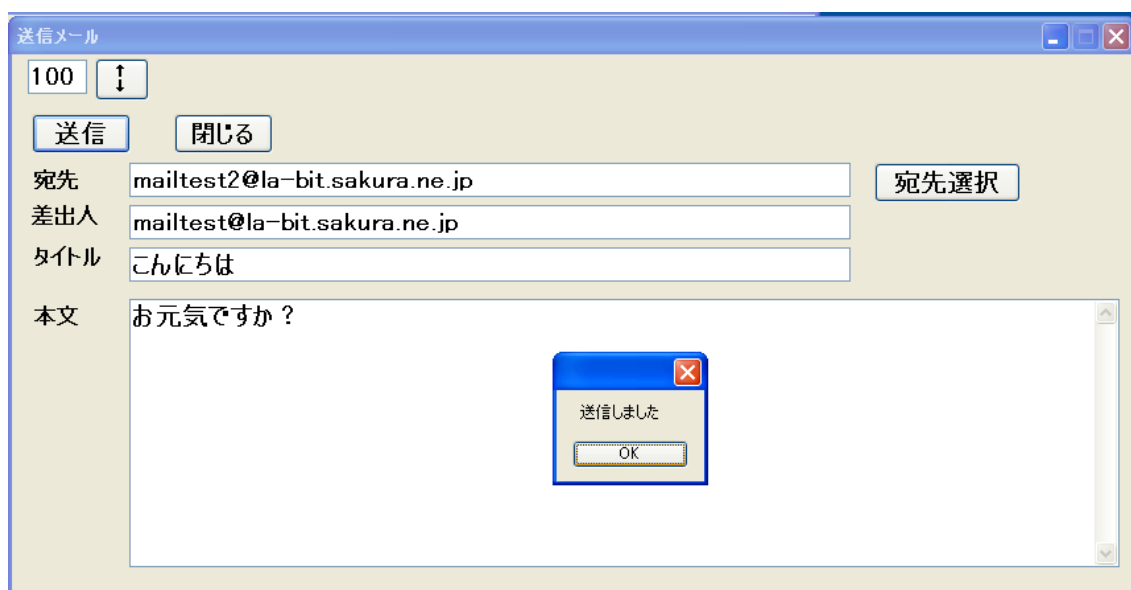 送信メール
100
送信 閉じる
宛先 mailtest2@la-bit.sakura.ne.jp 宛先選択
差出人 mailtest@la-bit.sakura.ne.jp
タイトル こんにちは
本文 お元気ですか？
送信しました
OK